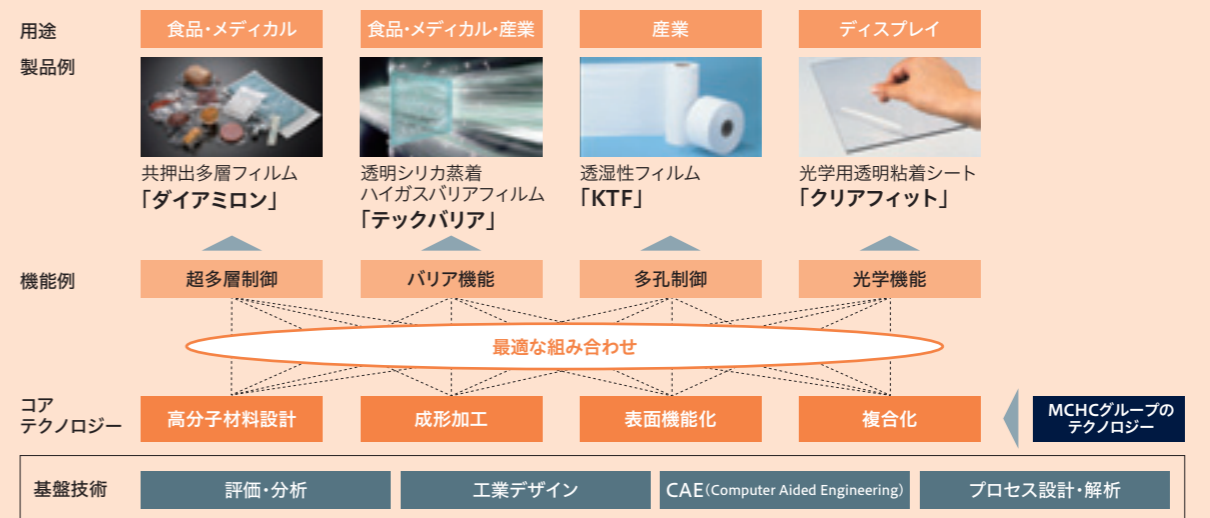 用途
食品・メディカル
食品・メディカル・産業
産業
ディスプレイ
製品例
共押出多層フィルム
「ダイアミロン」
透明シリカ蒸着
ハイガスバリアフィルム
「テックバリア」
透湿性フィルム
「KTF」
光学用透明粘着シート
「クリアフィット」
機能例
超多層制御
バリア機能
多孔制御
光学機能
最適な組み合わせ
コア
テクノロジー
高分子材料設計
成形加工
表面機能化
複合化
MCHCグループの
テクノロジー
基盤技術
評価・分析
工業デザイン
CAE(Computer Aided Engineering)
プロセス設計・解析